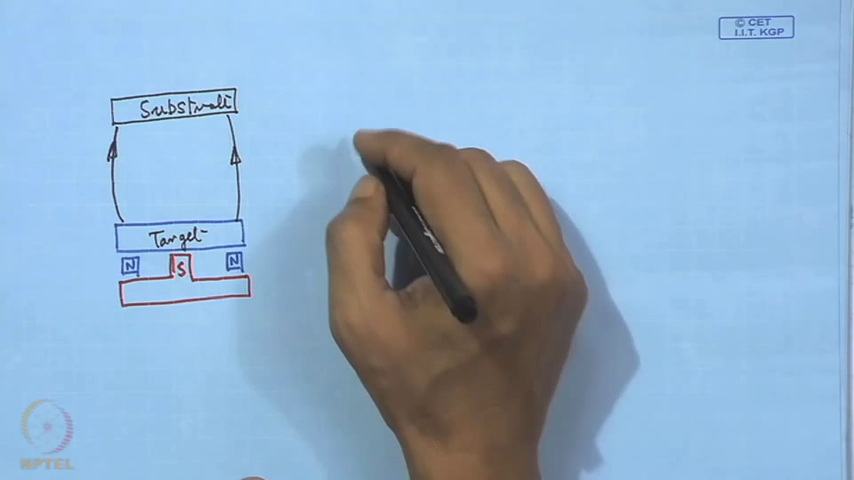 © CET
I.I.T. KGP
Substrate
Target
N S N
NPTEL